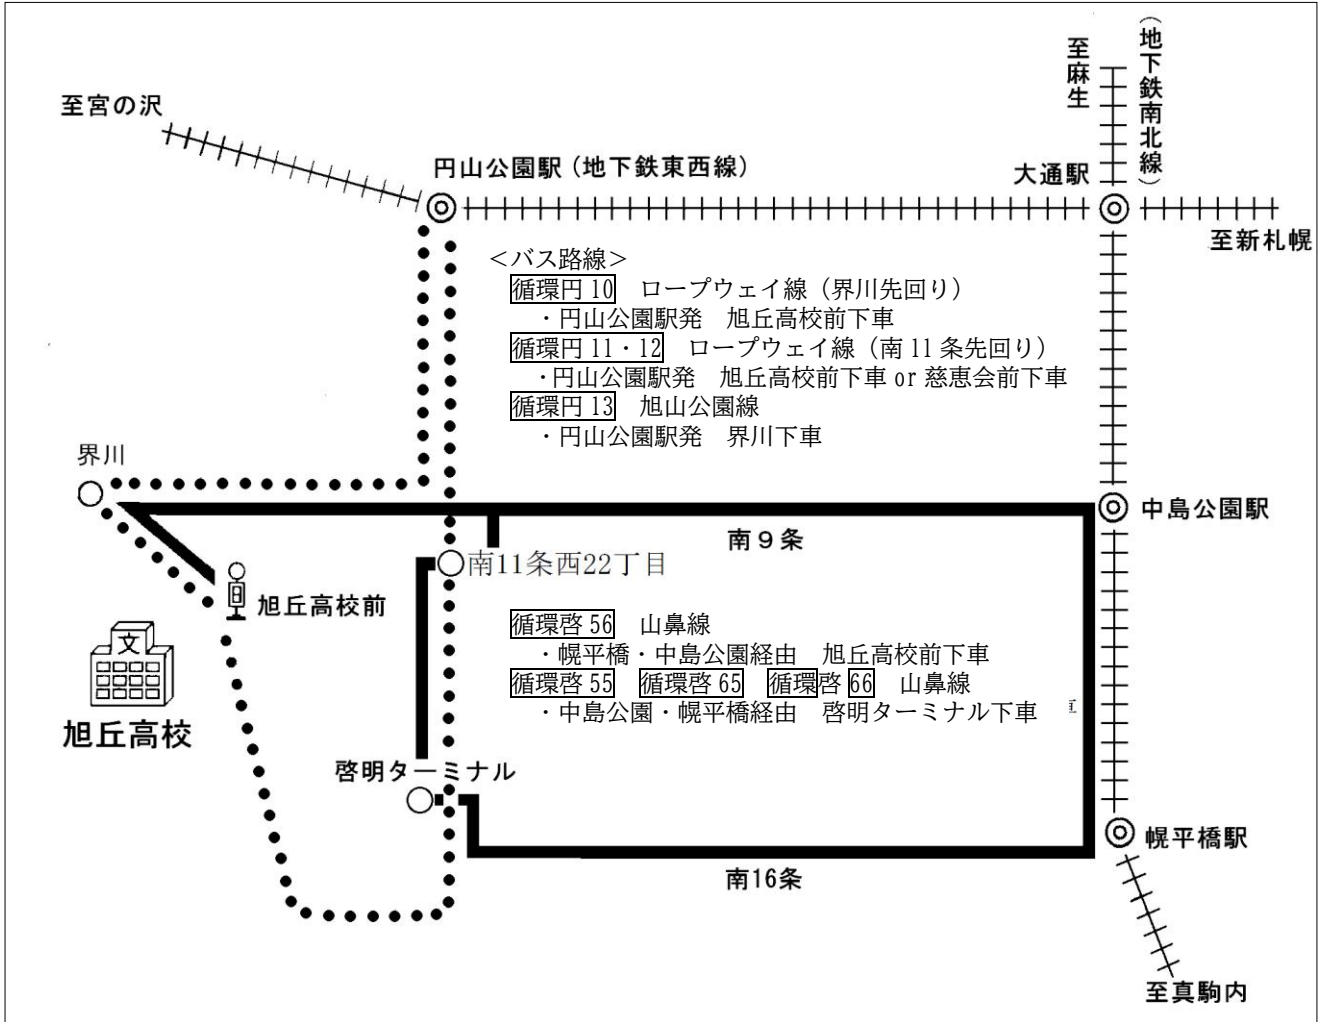 (地下鉄南北線)
至麻生
至宮の沢
円山公園駅(地下鉄東西線)
大通駅
至新札幌
<バス路線>
循環円10 ロープウェイ線(界川先回り)
・円山公園駅発 旭丘高校前下車
循環円11・12 ロープウェイ線(南11条先回り)
・円山公園駅発 旭丘高校前下車 or 慈恵会前下車
循環円13 旭山公園線
・円山公園駅発 界川下車
界川
中島公園駅
南9条
南11条西22丁目
旭丘高校前
循環啓56 山鼻線
・幌平橋・中島公園経由 旭丘高校前下車
循環啓55 循環啓65 循環啓66 山鼻線
・中島公園・幌平橋経由 啓明ターミナル下車
文
旭丘高校
啓明ターミナル
幌平橋駅
南16条
至真駒内